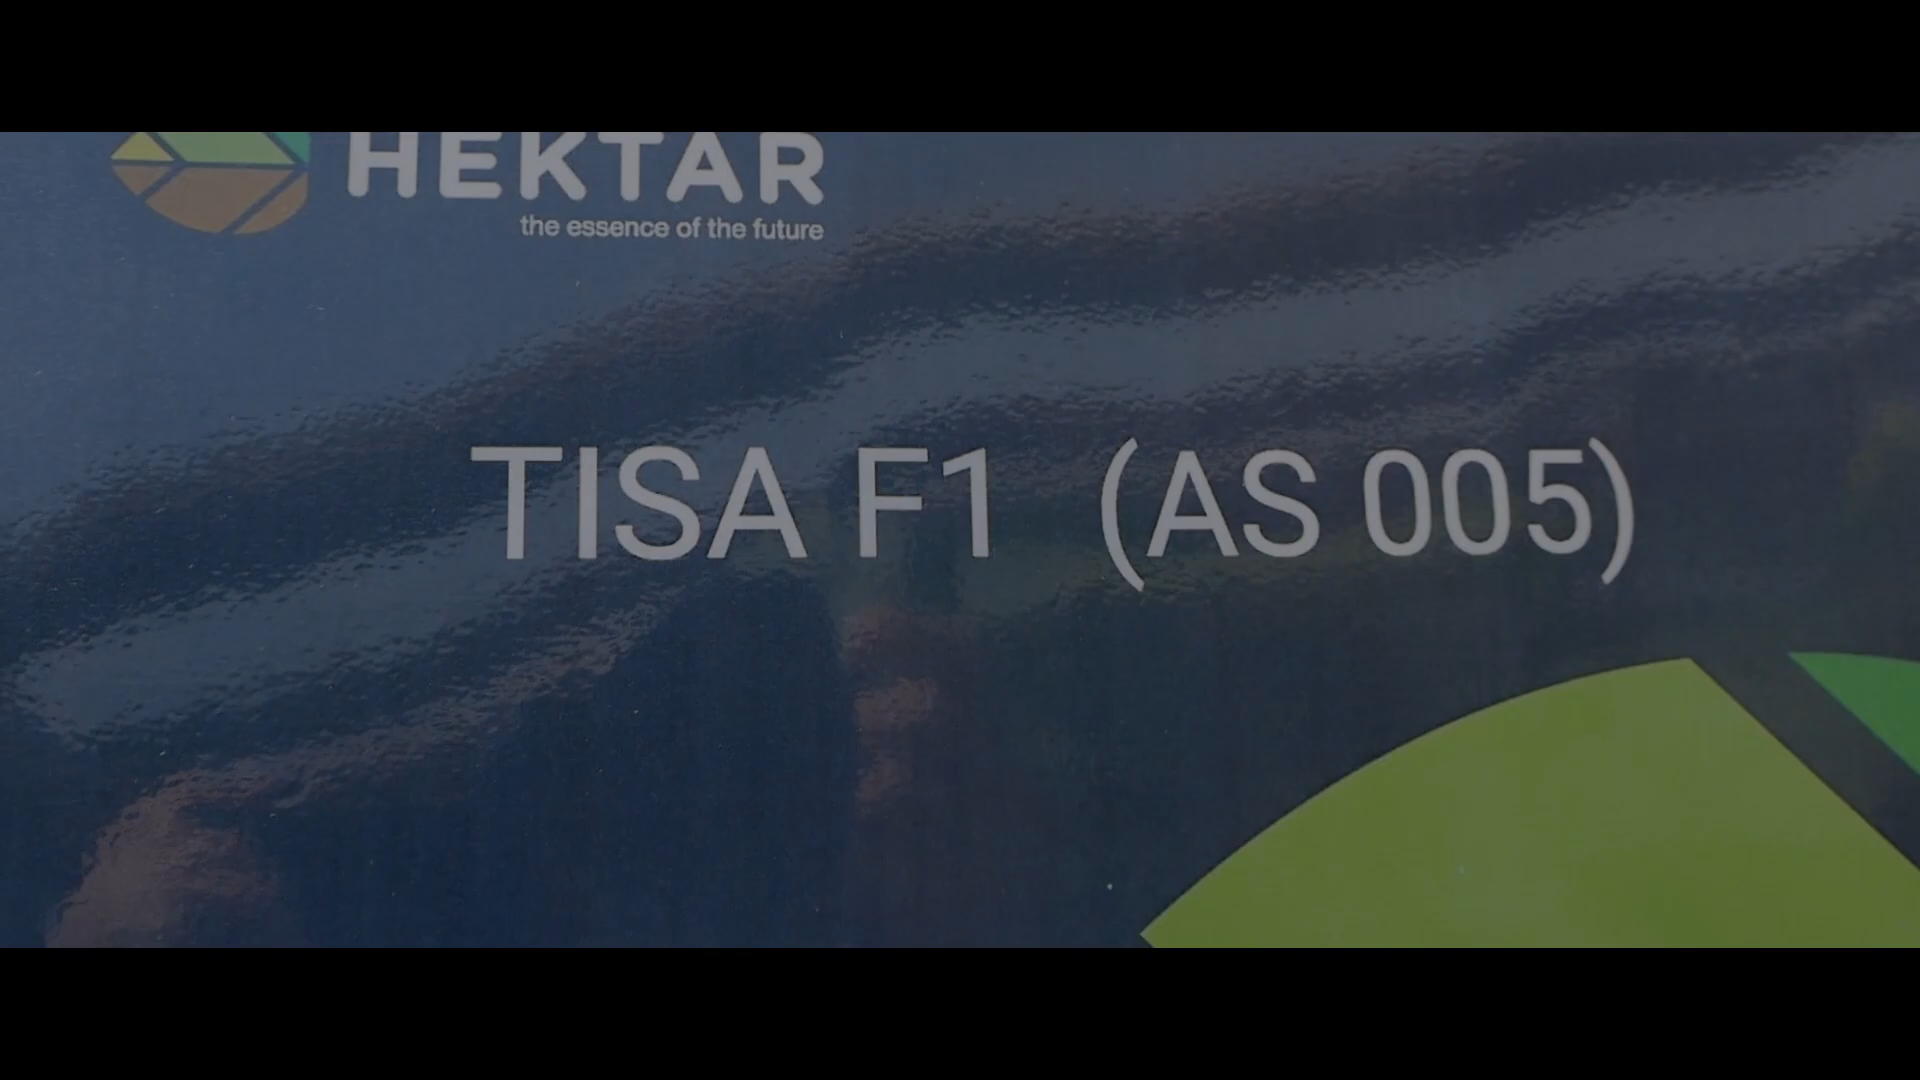 HEKTAR
the essence of the future
TISA F1 (AS 005)